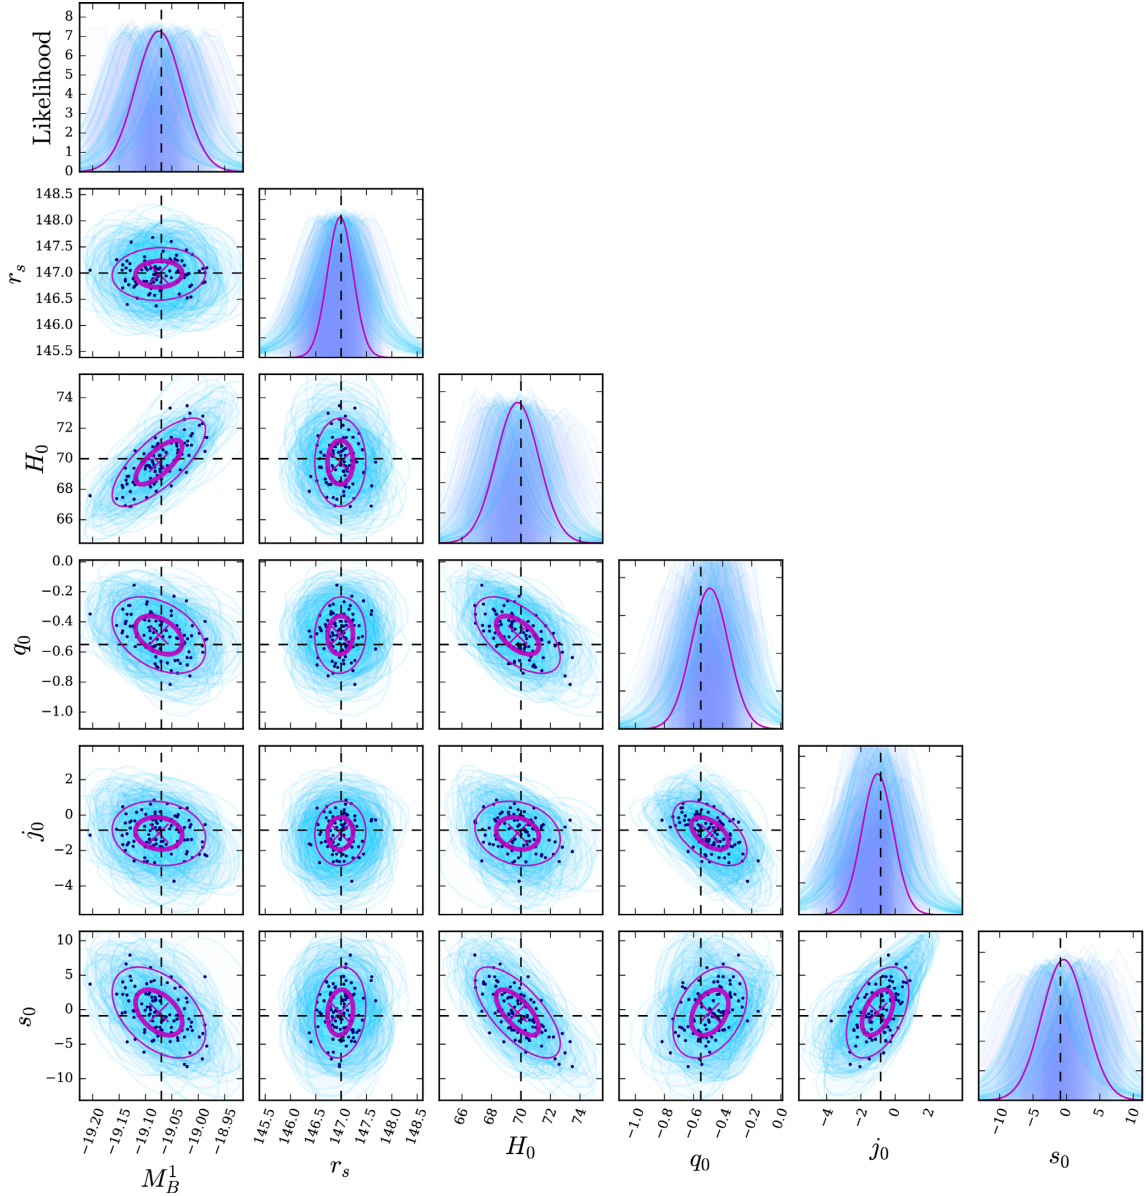 Likelihood
8
7
6
5
4
3
2
1
0
r_s
148.5
148.0
147.5
147.0
146.5
146.0
145.5
H_0
74
72
70
68
66
q_0
0.0
−0.2
−0.4
−0.6
−0.8
−1.0
j_0
2
0
−2
−4
s_0
10
5
0
−5
−10
−19.20 −19.15 −19.10 −19.05 −19.00 −18.95
145.5 146.0 146.5 147.0 147.5 148.0 148.5
66 68 70 72 74
−1.0 −0.8 −0.6 −0.4 −0.2 0.0
−4 −2 0 2
−10 −5 0 5 10
M_B^1 r_s H_0 q_0 j_0 s_0